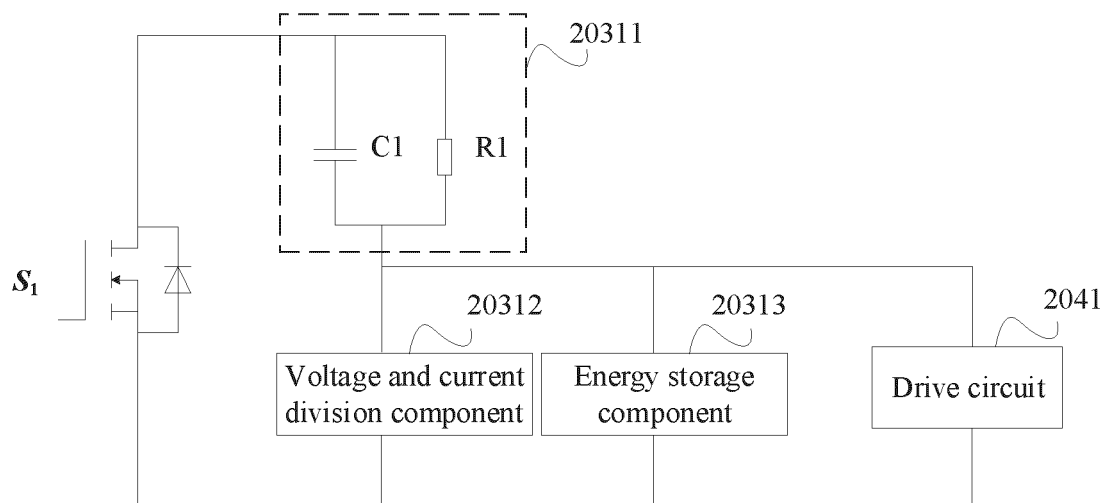 20311
C1
R1
S1
20312
20313
2041
Voltage and current
division component
Energy storage
component
Drive circuit